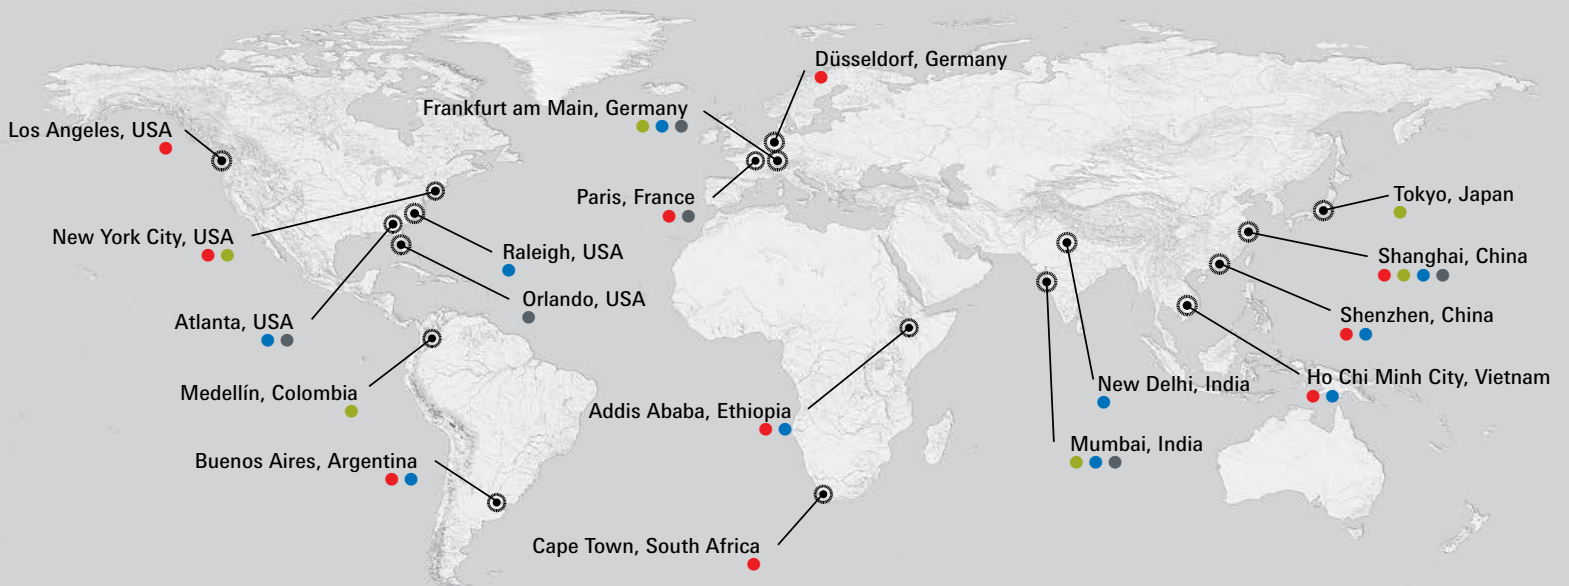 Düsseldorf, Germany
Frankfurt am Main, Germany
Los Angeles, USA
Paris, France
Tokyo, Japan
New York City, USA
Raleigh, USA
Shanghai, China
Orlando, USA
Atlanta, USA
Shenzhen, China
Medellín, Colombia
New Delhi, India
Ho Chi Minh City, Vietnam
Addis Ababa, Ethiopia
Mumbai, India
Buenos Aires, Argentina
Cape Town, South Africa